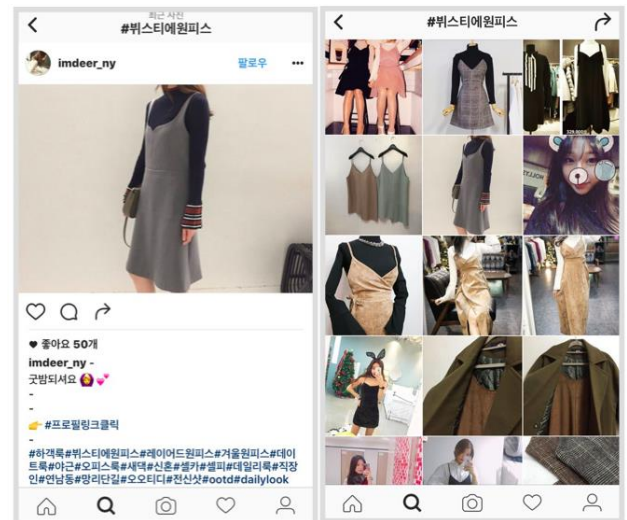 최근 사진
#뷔스티에원피스
imdeer_ny
팔로우
좋아요 50개
imdeer_ny -
굿밤되셔요
-
-
#프로필링크클릭
-
#하객룩#뷔스티에원피스#레이어드원피스#겨울원피스#데이
트룩#야근#오피스룩#새댁#신혼#셀카#셀피#데일리룩#직장
인#연남동#망리단길#오오티디#전신샷#ootd#dailylook
#뷔스티에원피스